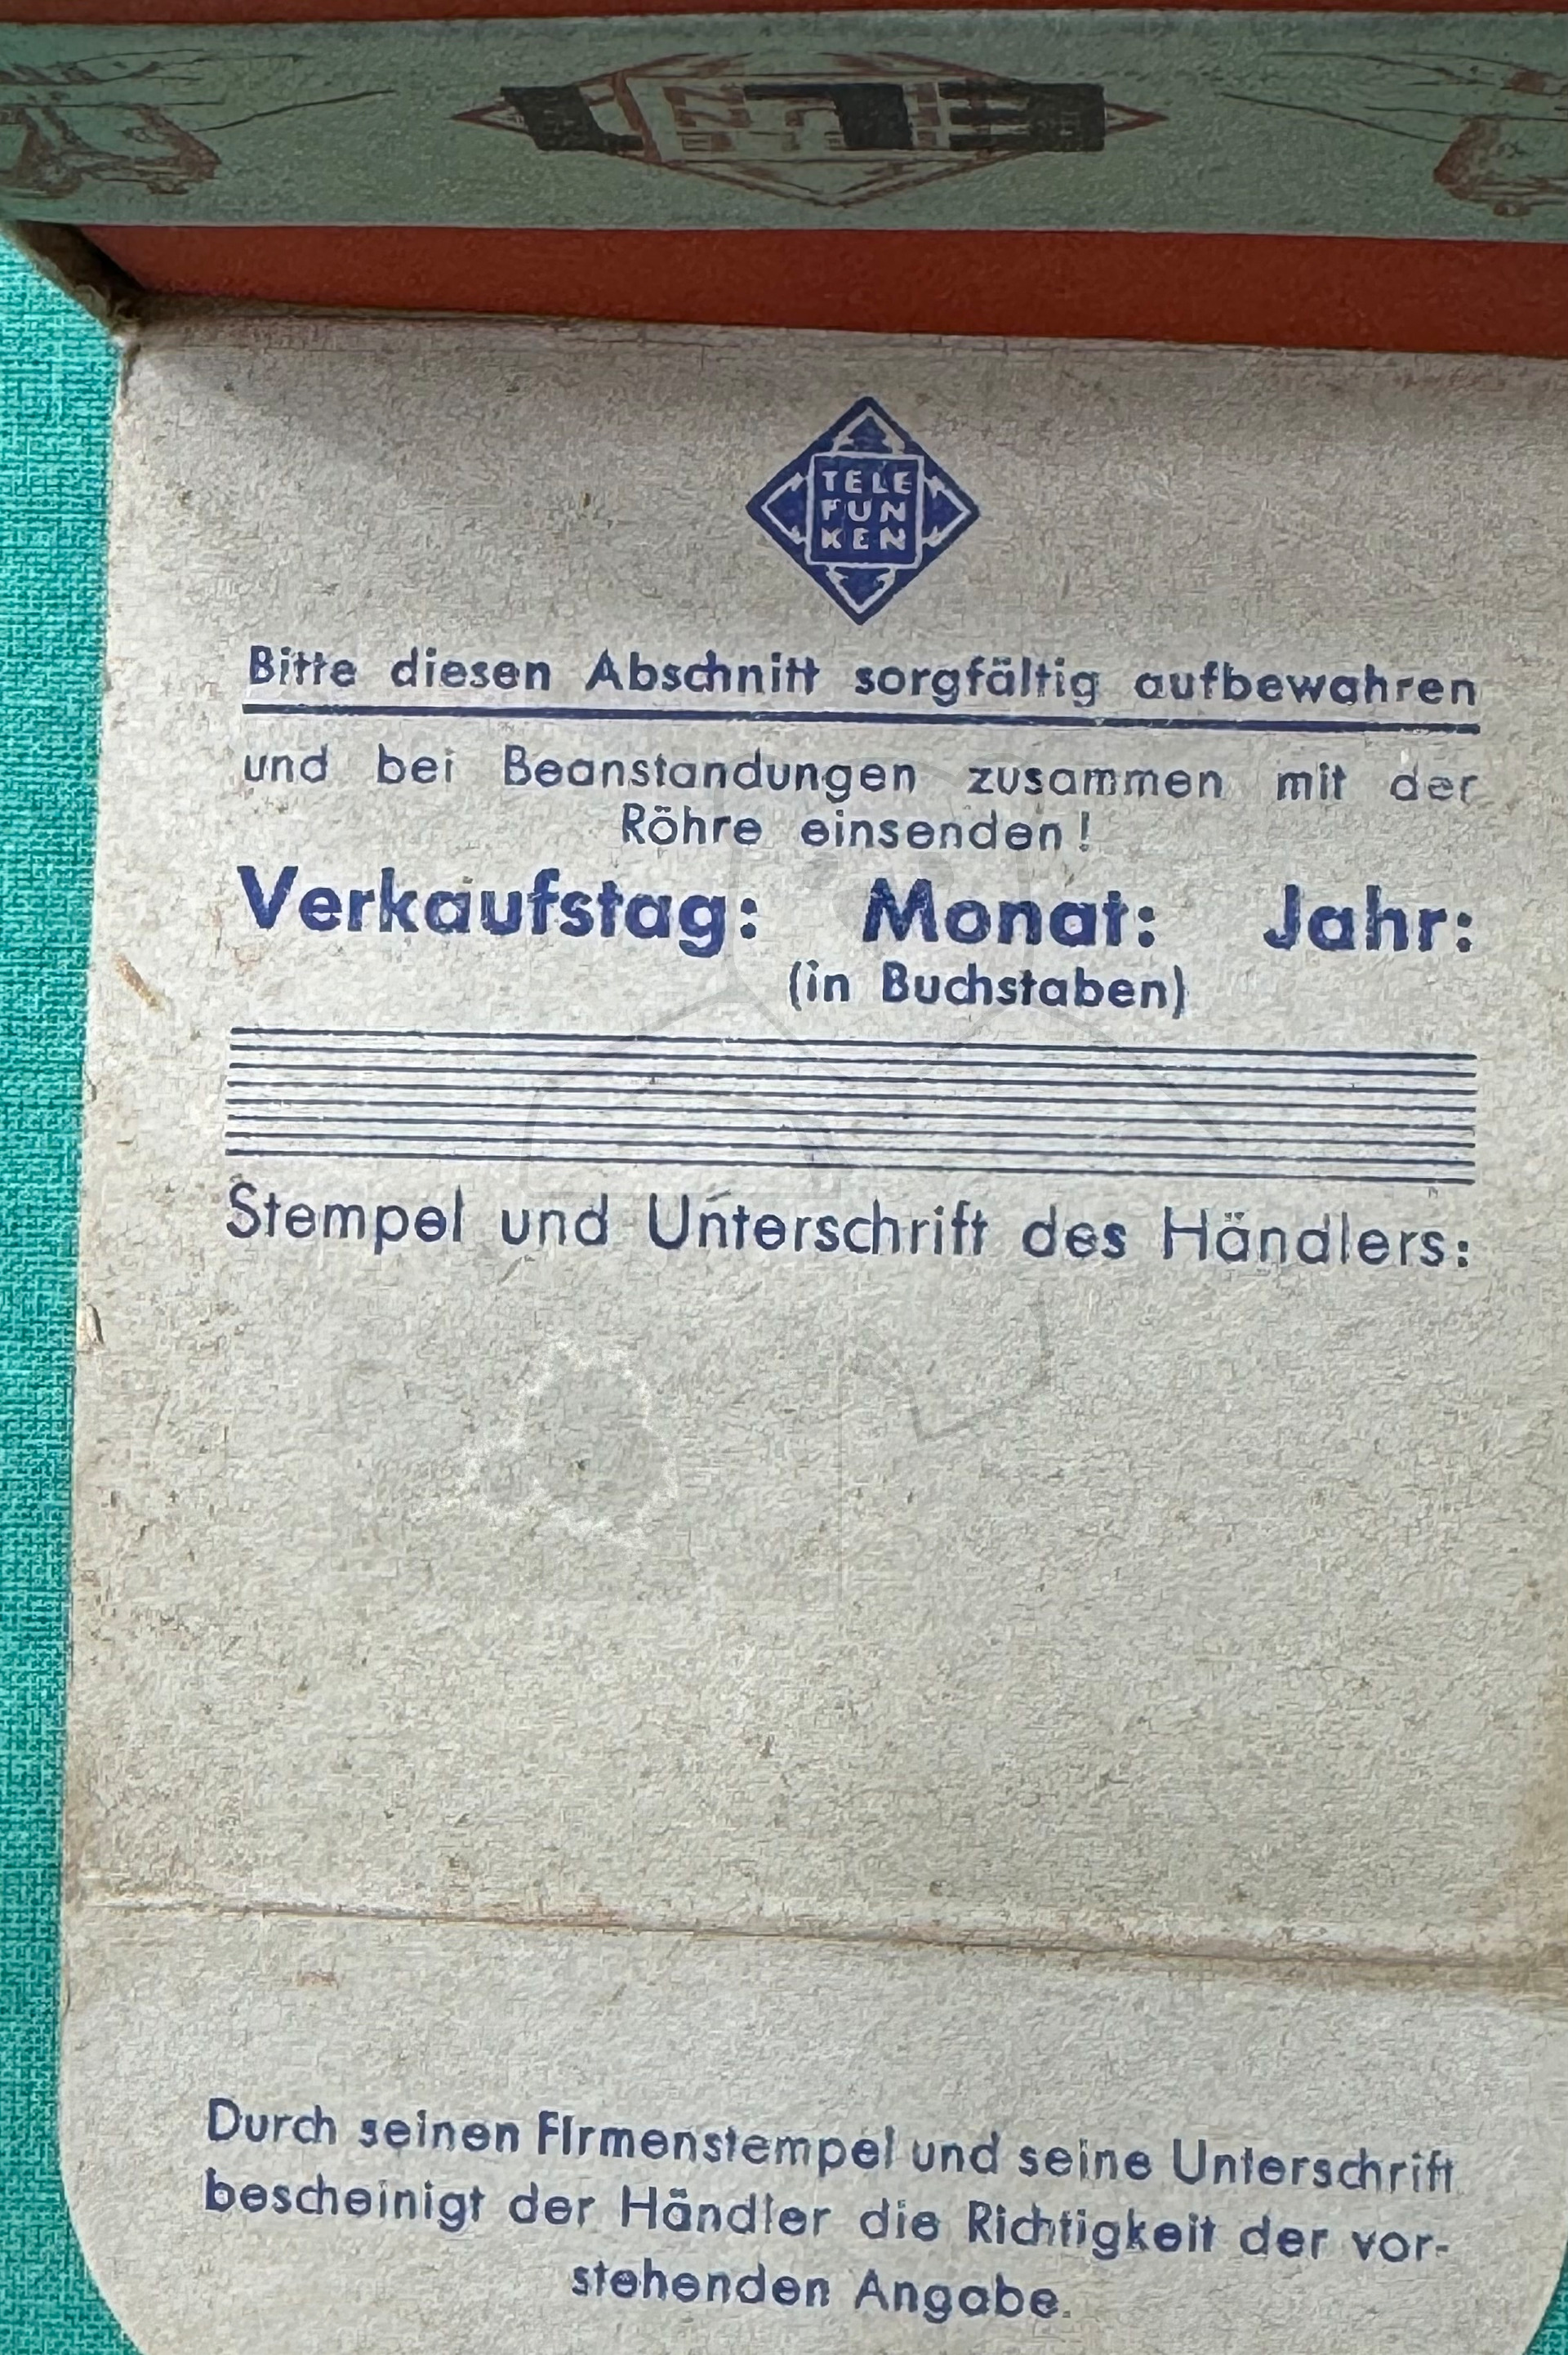 TELE
FUN
KEN
Bitte diesen Abschnitt sorgfältig aufbewahren
und bei Beanstandungen zusammen mit der
Röhre einsenden!
Verkaufstag: Monat: Jahr:
(in Buchstaben)
Stempel und Unterschrift des Händlers:
Durch seinen Firmenstempel und seine Unterschrift
bescheinigt der Händler die Richtigkeit der vor-
stehenden Angabe.